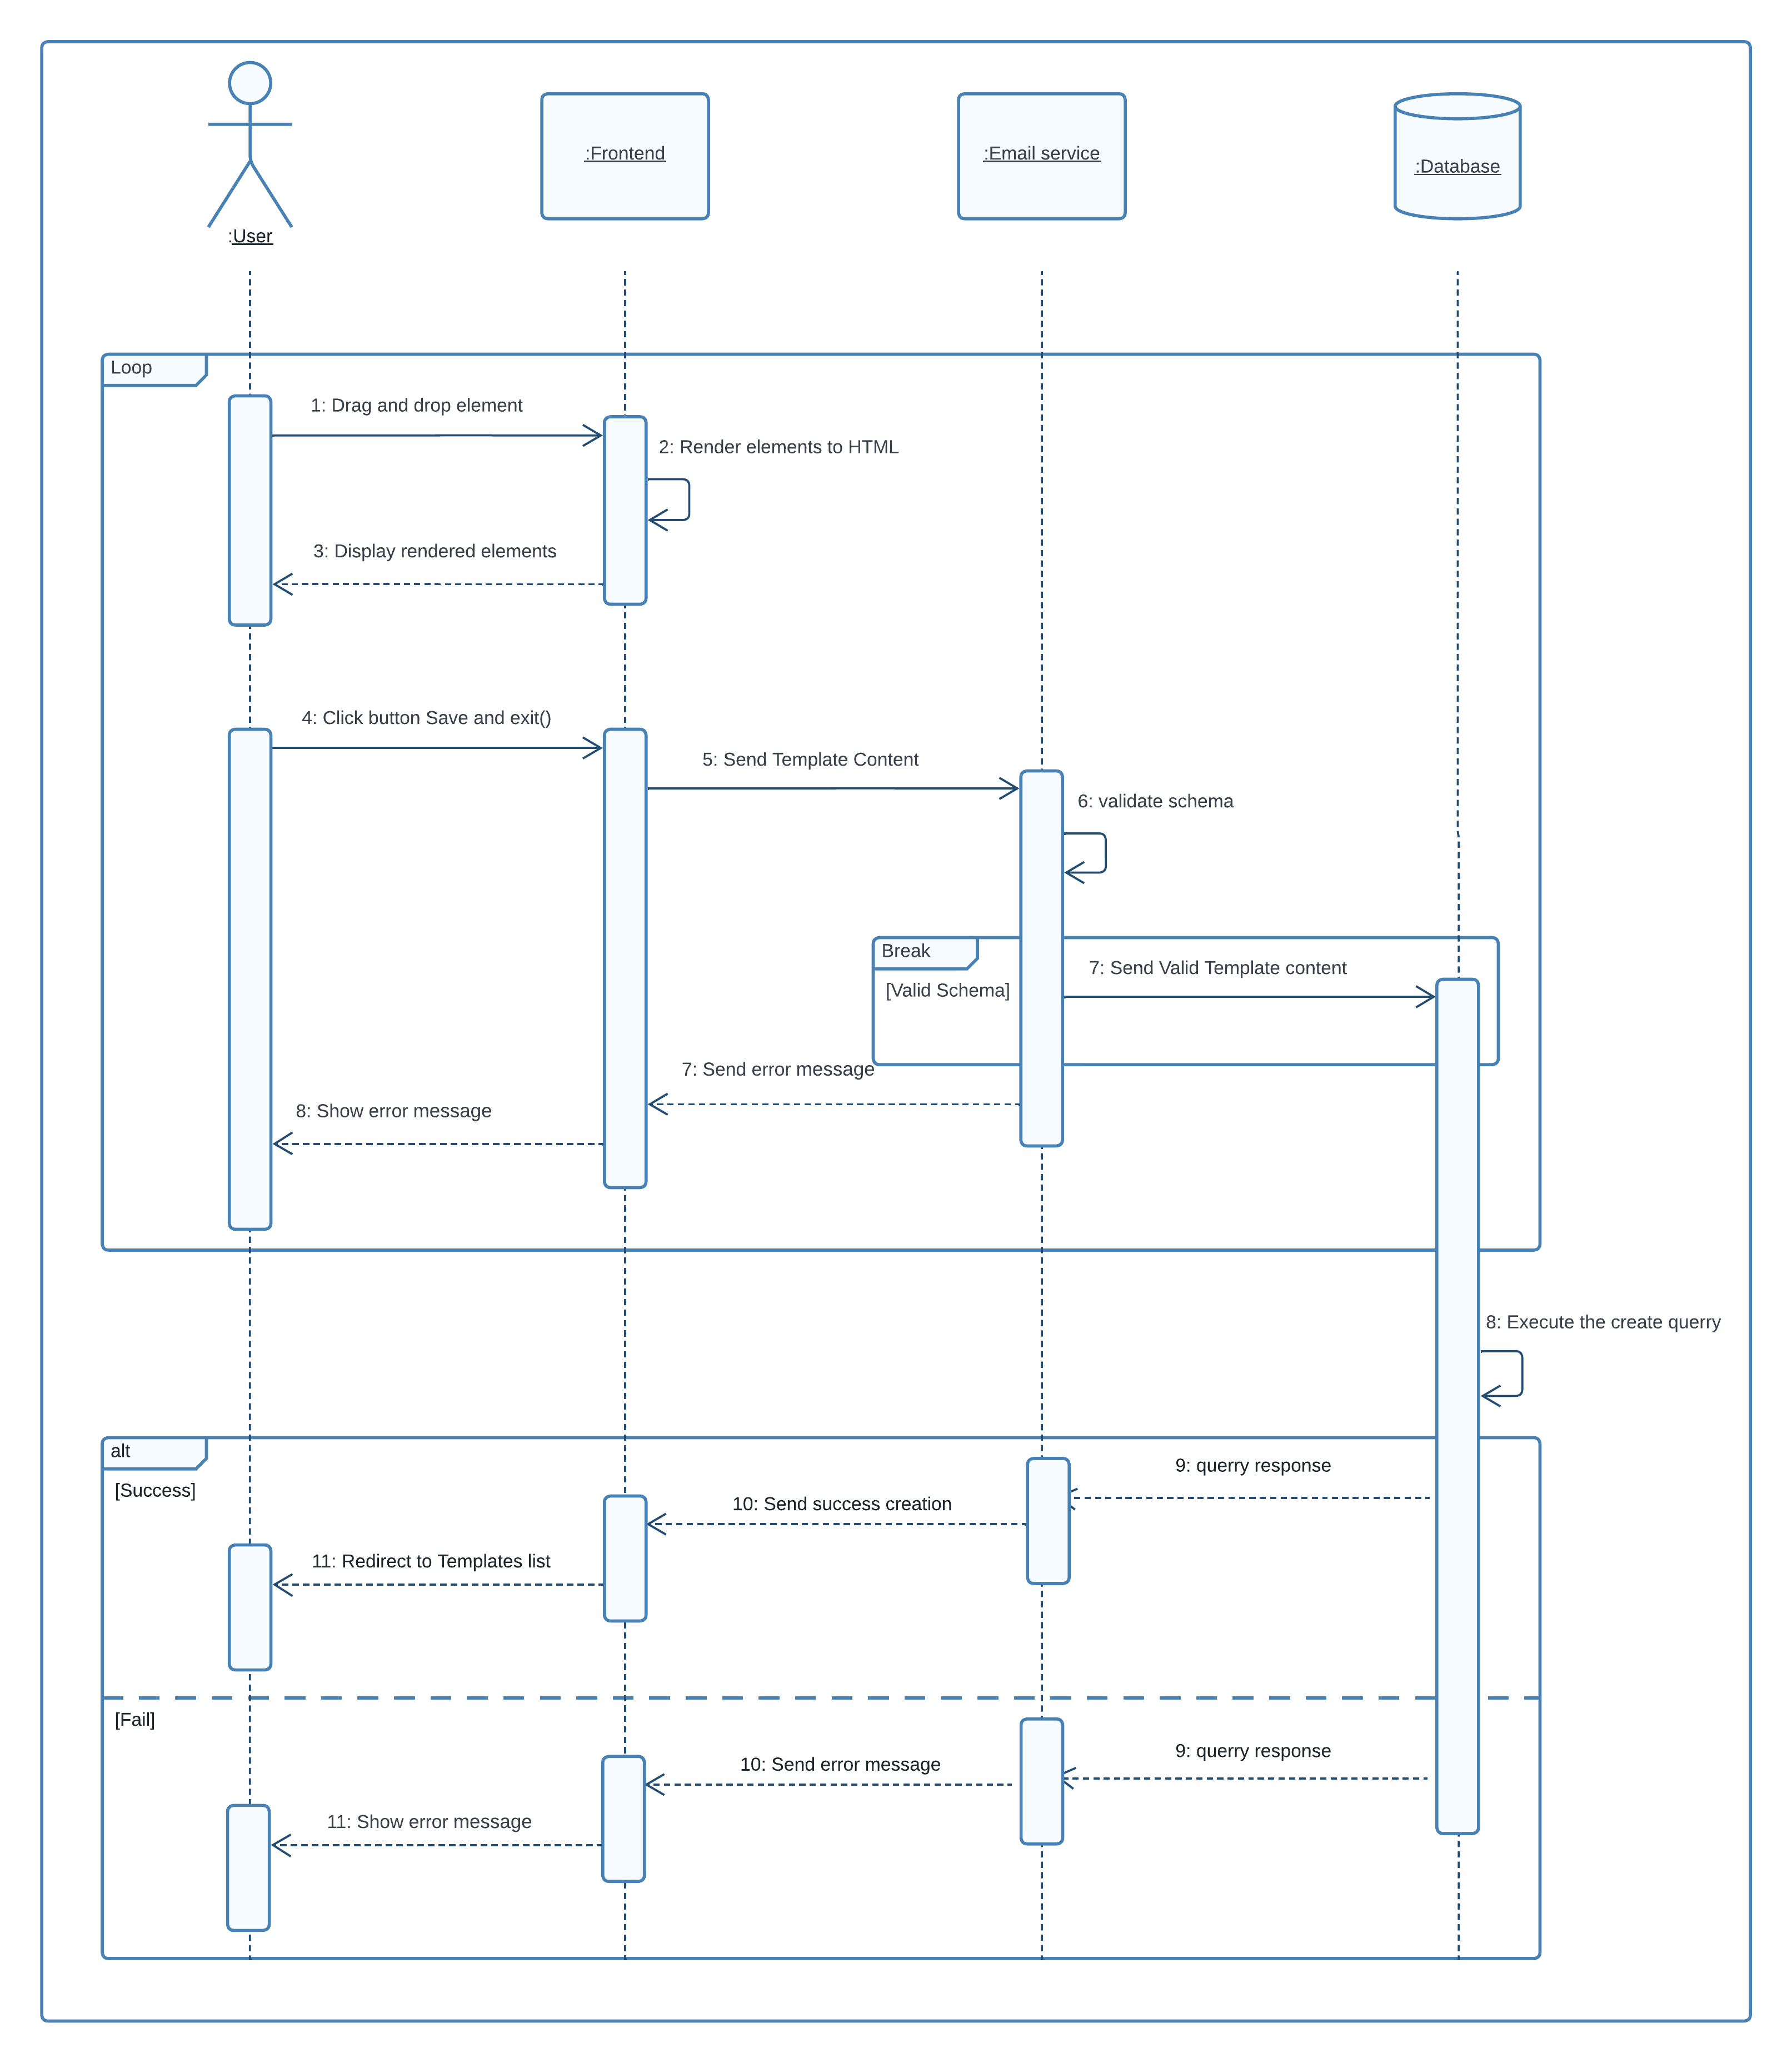 :User
:Frontend
:Email service
:Database
Loop
1: Drag and drop element
2: Render elements to HTML
3: Display rendered elements
4: Click button Save and exit()
5: Send Template Content
6: validate schema
Break
7: Send Valid Template content
[Valid Schema]
7: Send error message
8: Show error message
8: Execute the create querry
alt
[Success]
9: querry response
10: Send success creation
11: Redirect to Templates list
[Fail]
9: querry response
10: Send error message
11: Show error message